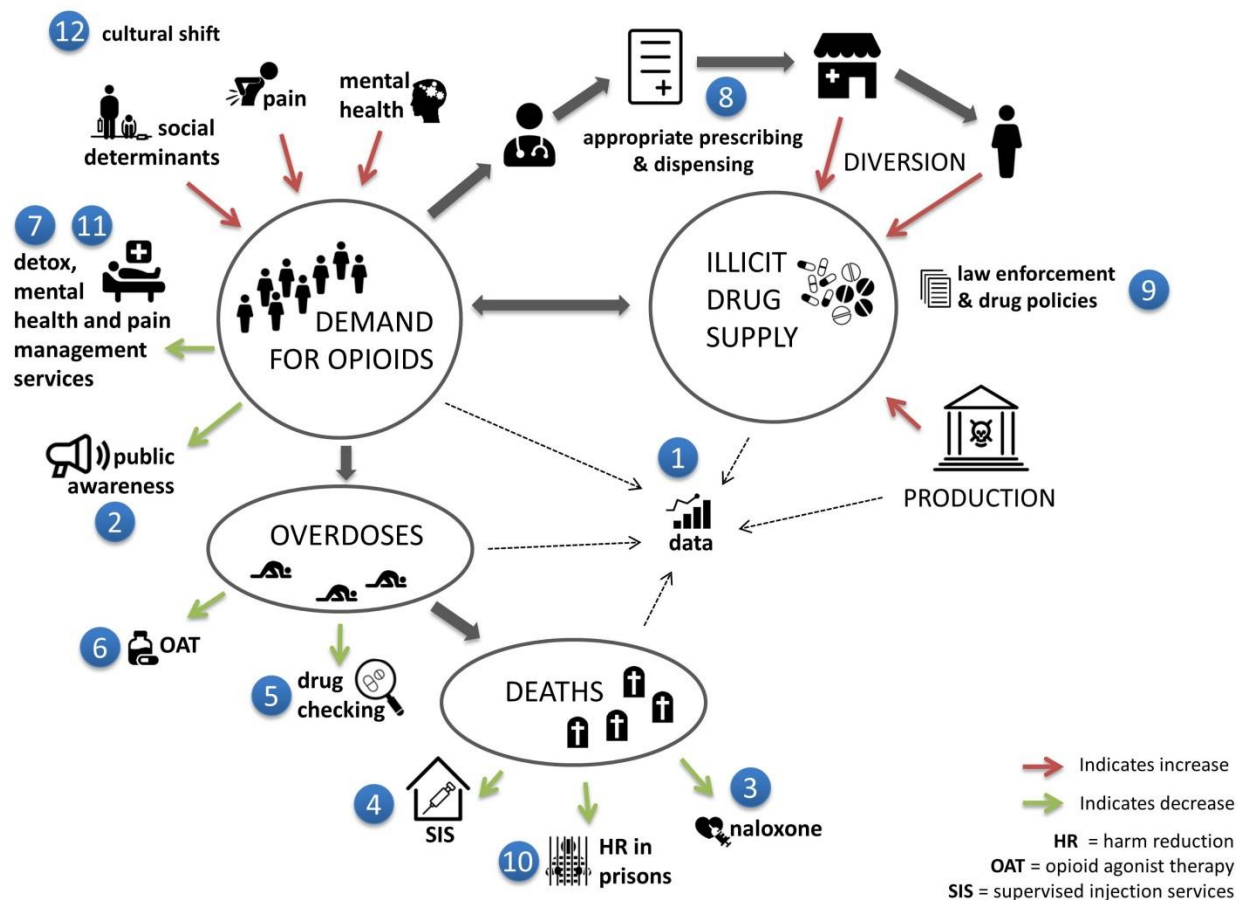 12 cultural shift
pain
mental
health
social
determinants
8
appropriate prescribing
& dispensing
DIVERSION
7 11
detox,
mental
health and pain
management
services
DEMAND
FOR OPIOIDS
ILLICIT
DRUG
SUPPLY
law enforcement
& drug policies
9
public
awareness
2
1
data
PRODUCTION
OVERDOSES
6 OAT
5 drug
checking
DEATHS
4
SIS
10 HR in
prisons
3
naloxone
Indicates increase
Indicates decrease
HR = harm reduction
OAT = opioid agonist therapy
SIS = supervised injection services